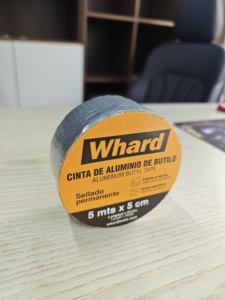 Whard
CINTA DE ALUMINIO DE BUTILO
ALUMINUM BUTYL TAPE
Sellado
permanente
5 mts x 5 cm